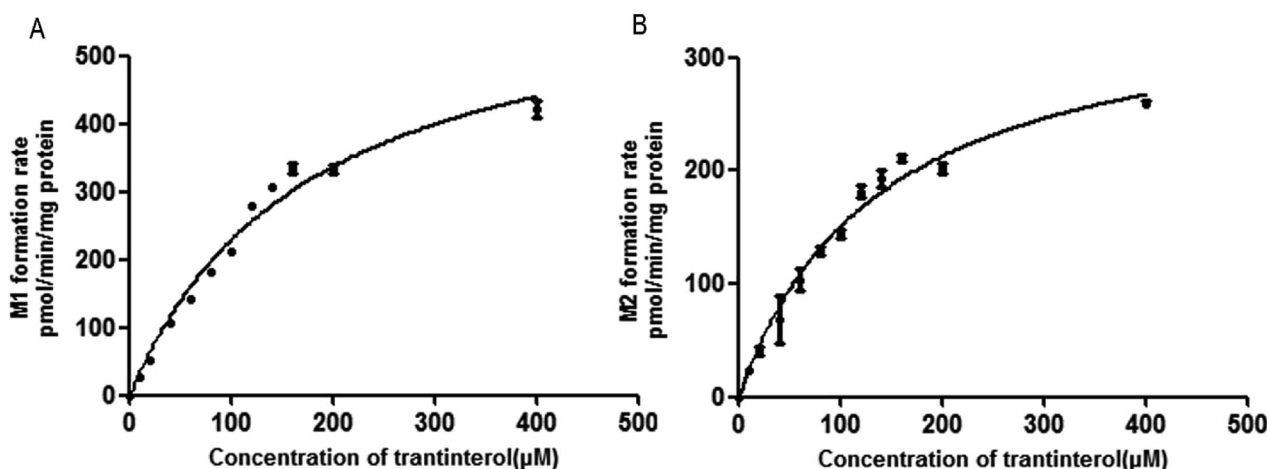 A
M1 formation rate
pmol/min/mg protein
500
400
300
200
100
0
0 100 200 300 400 500
Concentration of trantinterol(µM)
B
M2 formation rate
pmol/min/mg protein
300
200
100
0
0 100 200 300 400 500
Concentration of trantinterol(µM)